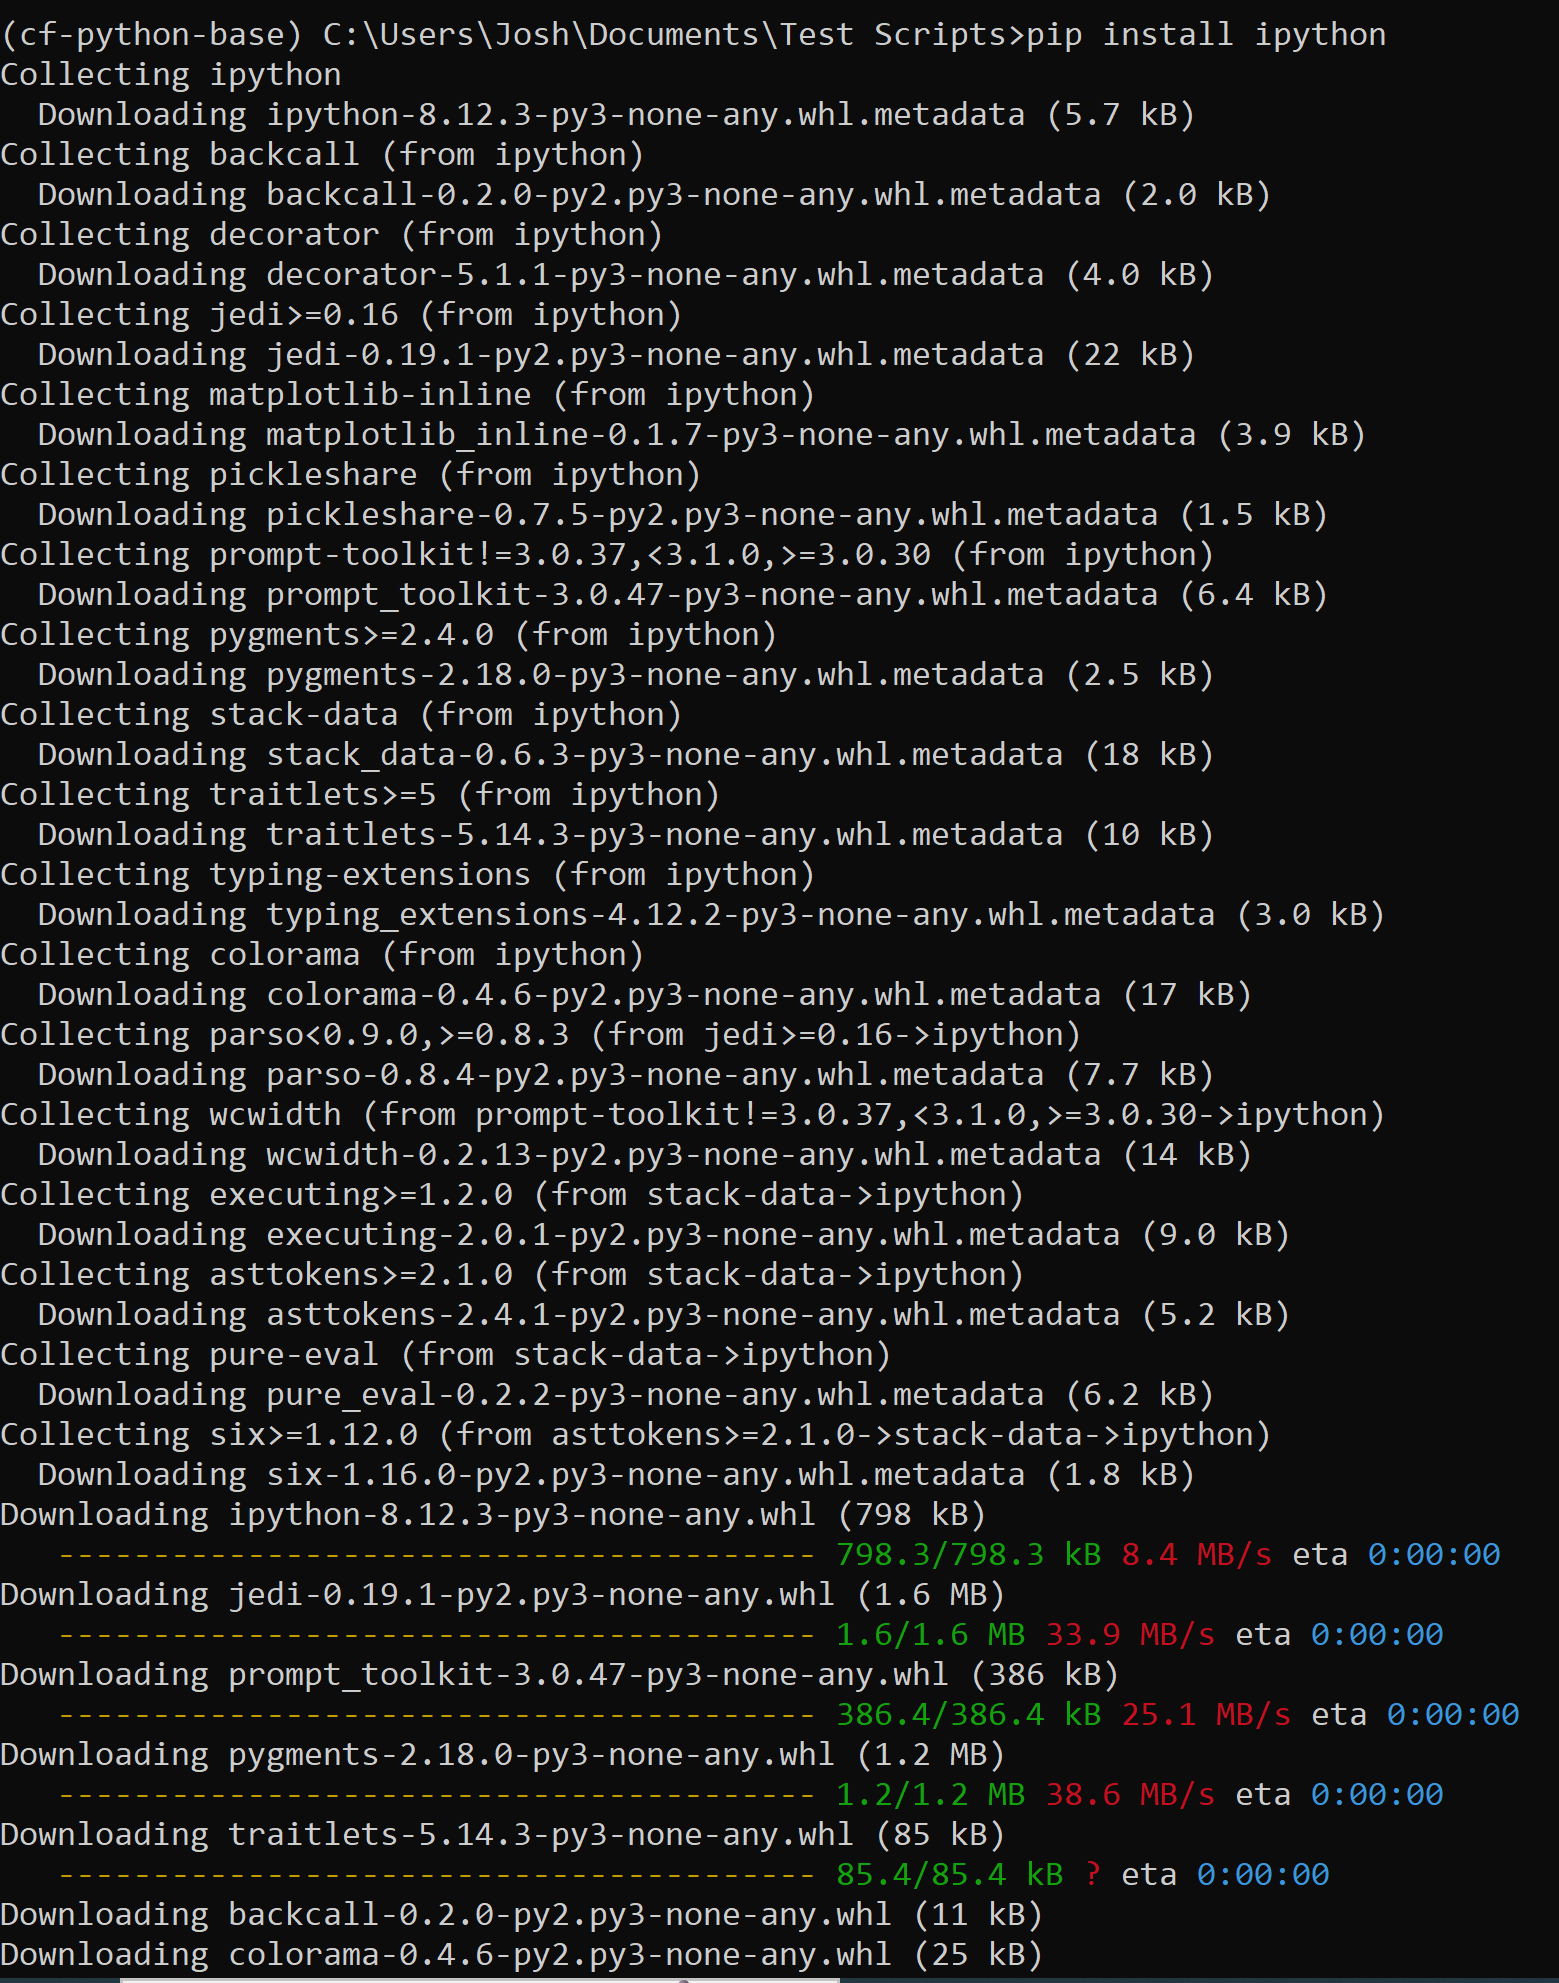 (cf-python-base) C:\Users\Josh\Documents\Test Scripts>pip install ipython
Collecting ipython
  Downloading ipython-8.12.3-py3-none-any.whl.metadata (5.7 kB)
Collecting backcall (from ipython)
  Downloading backcall-0.2.0-py2.py3-none-any.whl.metadata (2.0 kB)
Collecting decorator (from ipython)
  Downloading decorator-5.1.1-py3-none-any.whl.metadata (4.0 kB)
Collecting jedi>=0.16 (from ipython)
  Downloading jedi-0.19.1-py2.py3-none-any.whl.metadata (22 kB)
Collecting matplotlib-inline (from ipython)
  Downloading matplotlib_inline-0.1.7-py3-none-any.whl.metadata (3.9 kB)
Collecting pickleshare (from ipython)
  Downloading pickleshare-0.7.5-py2.py3-none-any.whl.metadata (1.5 kB)
Collecting prompt-toolkit!=3.0.37,<3.1.0,>=3.0.30 (from ipython)
  Downloading prompt_toolkit-3.0.47-py3-none-any.whl.metadata (6.4 kB)
Collecting pygments>=2.4.0 (from ipython)
  Downloading pygments-2.18.0-py3-none-any.whl.metadata (2.5 kB)
Collecting stack-data (from ipython)
  Downloading stack_data-0.6.3-py3-none-any.whl.metadata (18 kB)
Collecting traitlets>=5 (from ipython)
  Downloading traitlets-5.14.3-py3-none-any.whl.metadata (10 kB)
Collecting typing-extensions (from ipython)
  Downloading typing_extensions-4.12.2-py3-none-any.whl.metadata (3.0 kB)
Collecting colorama (from ipython)
  Downloading colorama-0.4.6-py2.py3-none-any.whl.metadata (17 kB)
Collecting parso<0.9.0,>=0.8.3 (from jedi>=0.16->ipython)
  Downloading parso-0.8.4-py2.py3-none-any.whl.metadata (7.7 kB)
Collecting wcwidth (from prompt-toolkit!=3.0.37,<3.1.0,>=3.0.30->ipython)
  Downloading wcwidth-0.2.13-py2.py3-none-any.whl.metadata (14 kB)
Collecting executing>=1.2.0 (from stack-data->ipython)
  Downloading executing-2.0.1-py2.py3-none-any.whl.metadata (9.0 kB)
Collecting asttokens>=2.1.0 (from stack-data->ipython)
  Downloading asttokens-2.4.1-py2.py3-none-any.whl.metadata (5.2 kB)
Collecting pure-eval (from stack-data->ipython)
  Downloading pure_eval-0.2.2-py3-none-any.whl.metadata (6.2 kB)
Collecting six>=1.12.0 (from asttokens>=2.1.0->stack-data->ipython)
  Downloading six-1.16.0-py2.py3-none-any.whl.metadata (1.8 kB)
Downloading ipython-8.12.3-py3-none-any.whl (798 kB)
   ---------------------------------------- 798.3/798.3 kB 8.4 MB/s eta 0:00:00
Downloading jedi-0.19.1-py2.py3-none-any.whl (1.6 MB)
   ---------------------------------------- 1.6/1.6 MB 33.9 MB/s eta 0:00:00
Downloading prompt_toolkit-3.0.47-py3-none-any.whl (386 kB)
   ---------------------------------------- 386.4/386.4 kB 25.1 MB/s eta 0:00:00
Downloading pygments-2.18.0-py3-none-any.whl (1.2 MB)
   ---------------------------------------- 1.2/1.2 MB 38.6 MB/s eta 0:00:00
Downloading traitlets-5.14.3-py3-none-any.whl (85 kB)
   ---------------------------------------- 85.4/85.4 kB ? eta 0:00:00
Downloading backcall-0.2.0-py2.py3-none-any.whl (11 kB)
Downloading colorama-0.4.6-py2.py3-none-any.whl (25 kB)